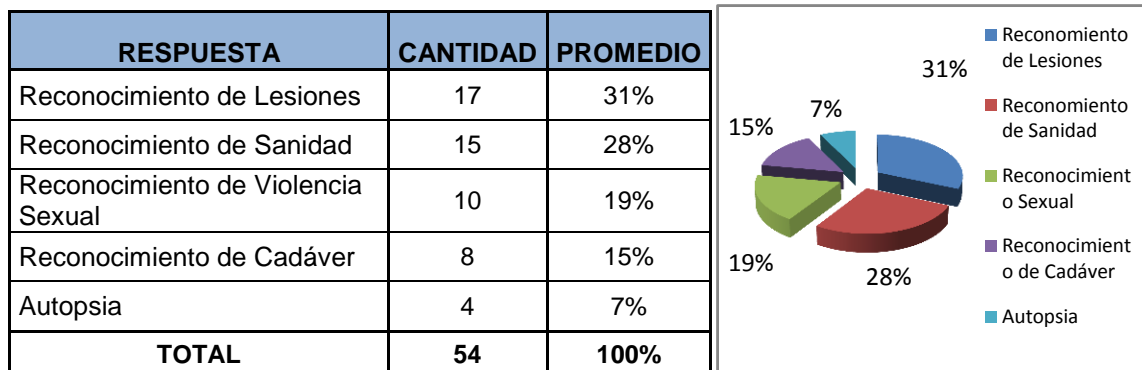 RESPUESTA CANTIDAD PROMEDIO
Reconocimiento de Lesiones 17 31%
Reconocimiento de Sanidad 15 28%
Reconocimiento de Violencia
Sexual 10 19%
Reconocimiento de Cadáver 8 15%
Autopsia 4 7%
TOTAL 54 100%
31%
7%
15%
19%
28%
Reconomiento
de Lesiones
Reconomiento
de Sanidad
Reconocimient
o Sexual
Reconocimient
o de Cadáver
Autopsia